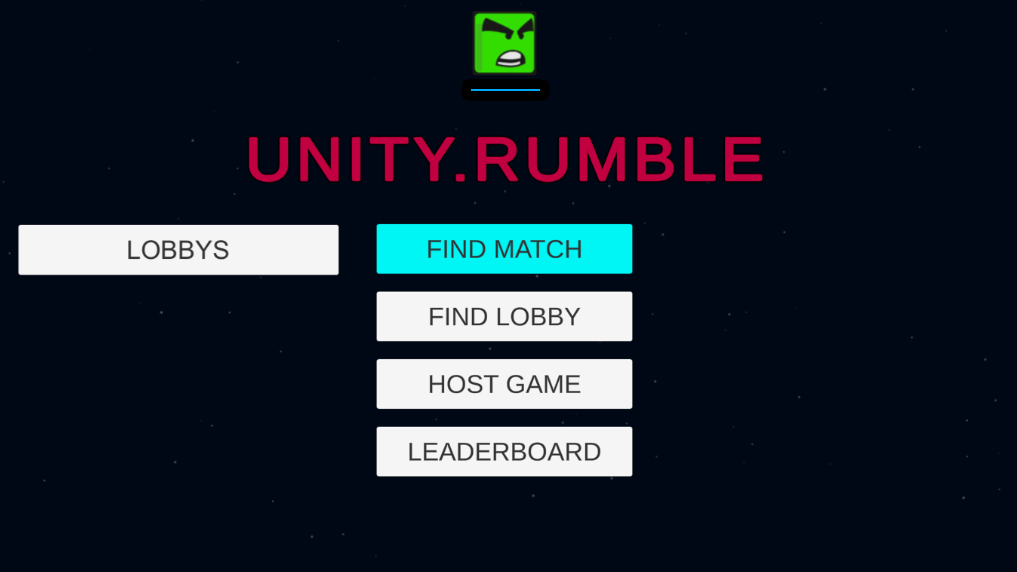 UNITY.RUMBLE
LOBBYS
FIND MATCH
FIND LOBBY
HOST GAME
LEADERBOARD